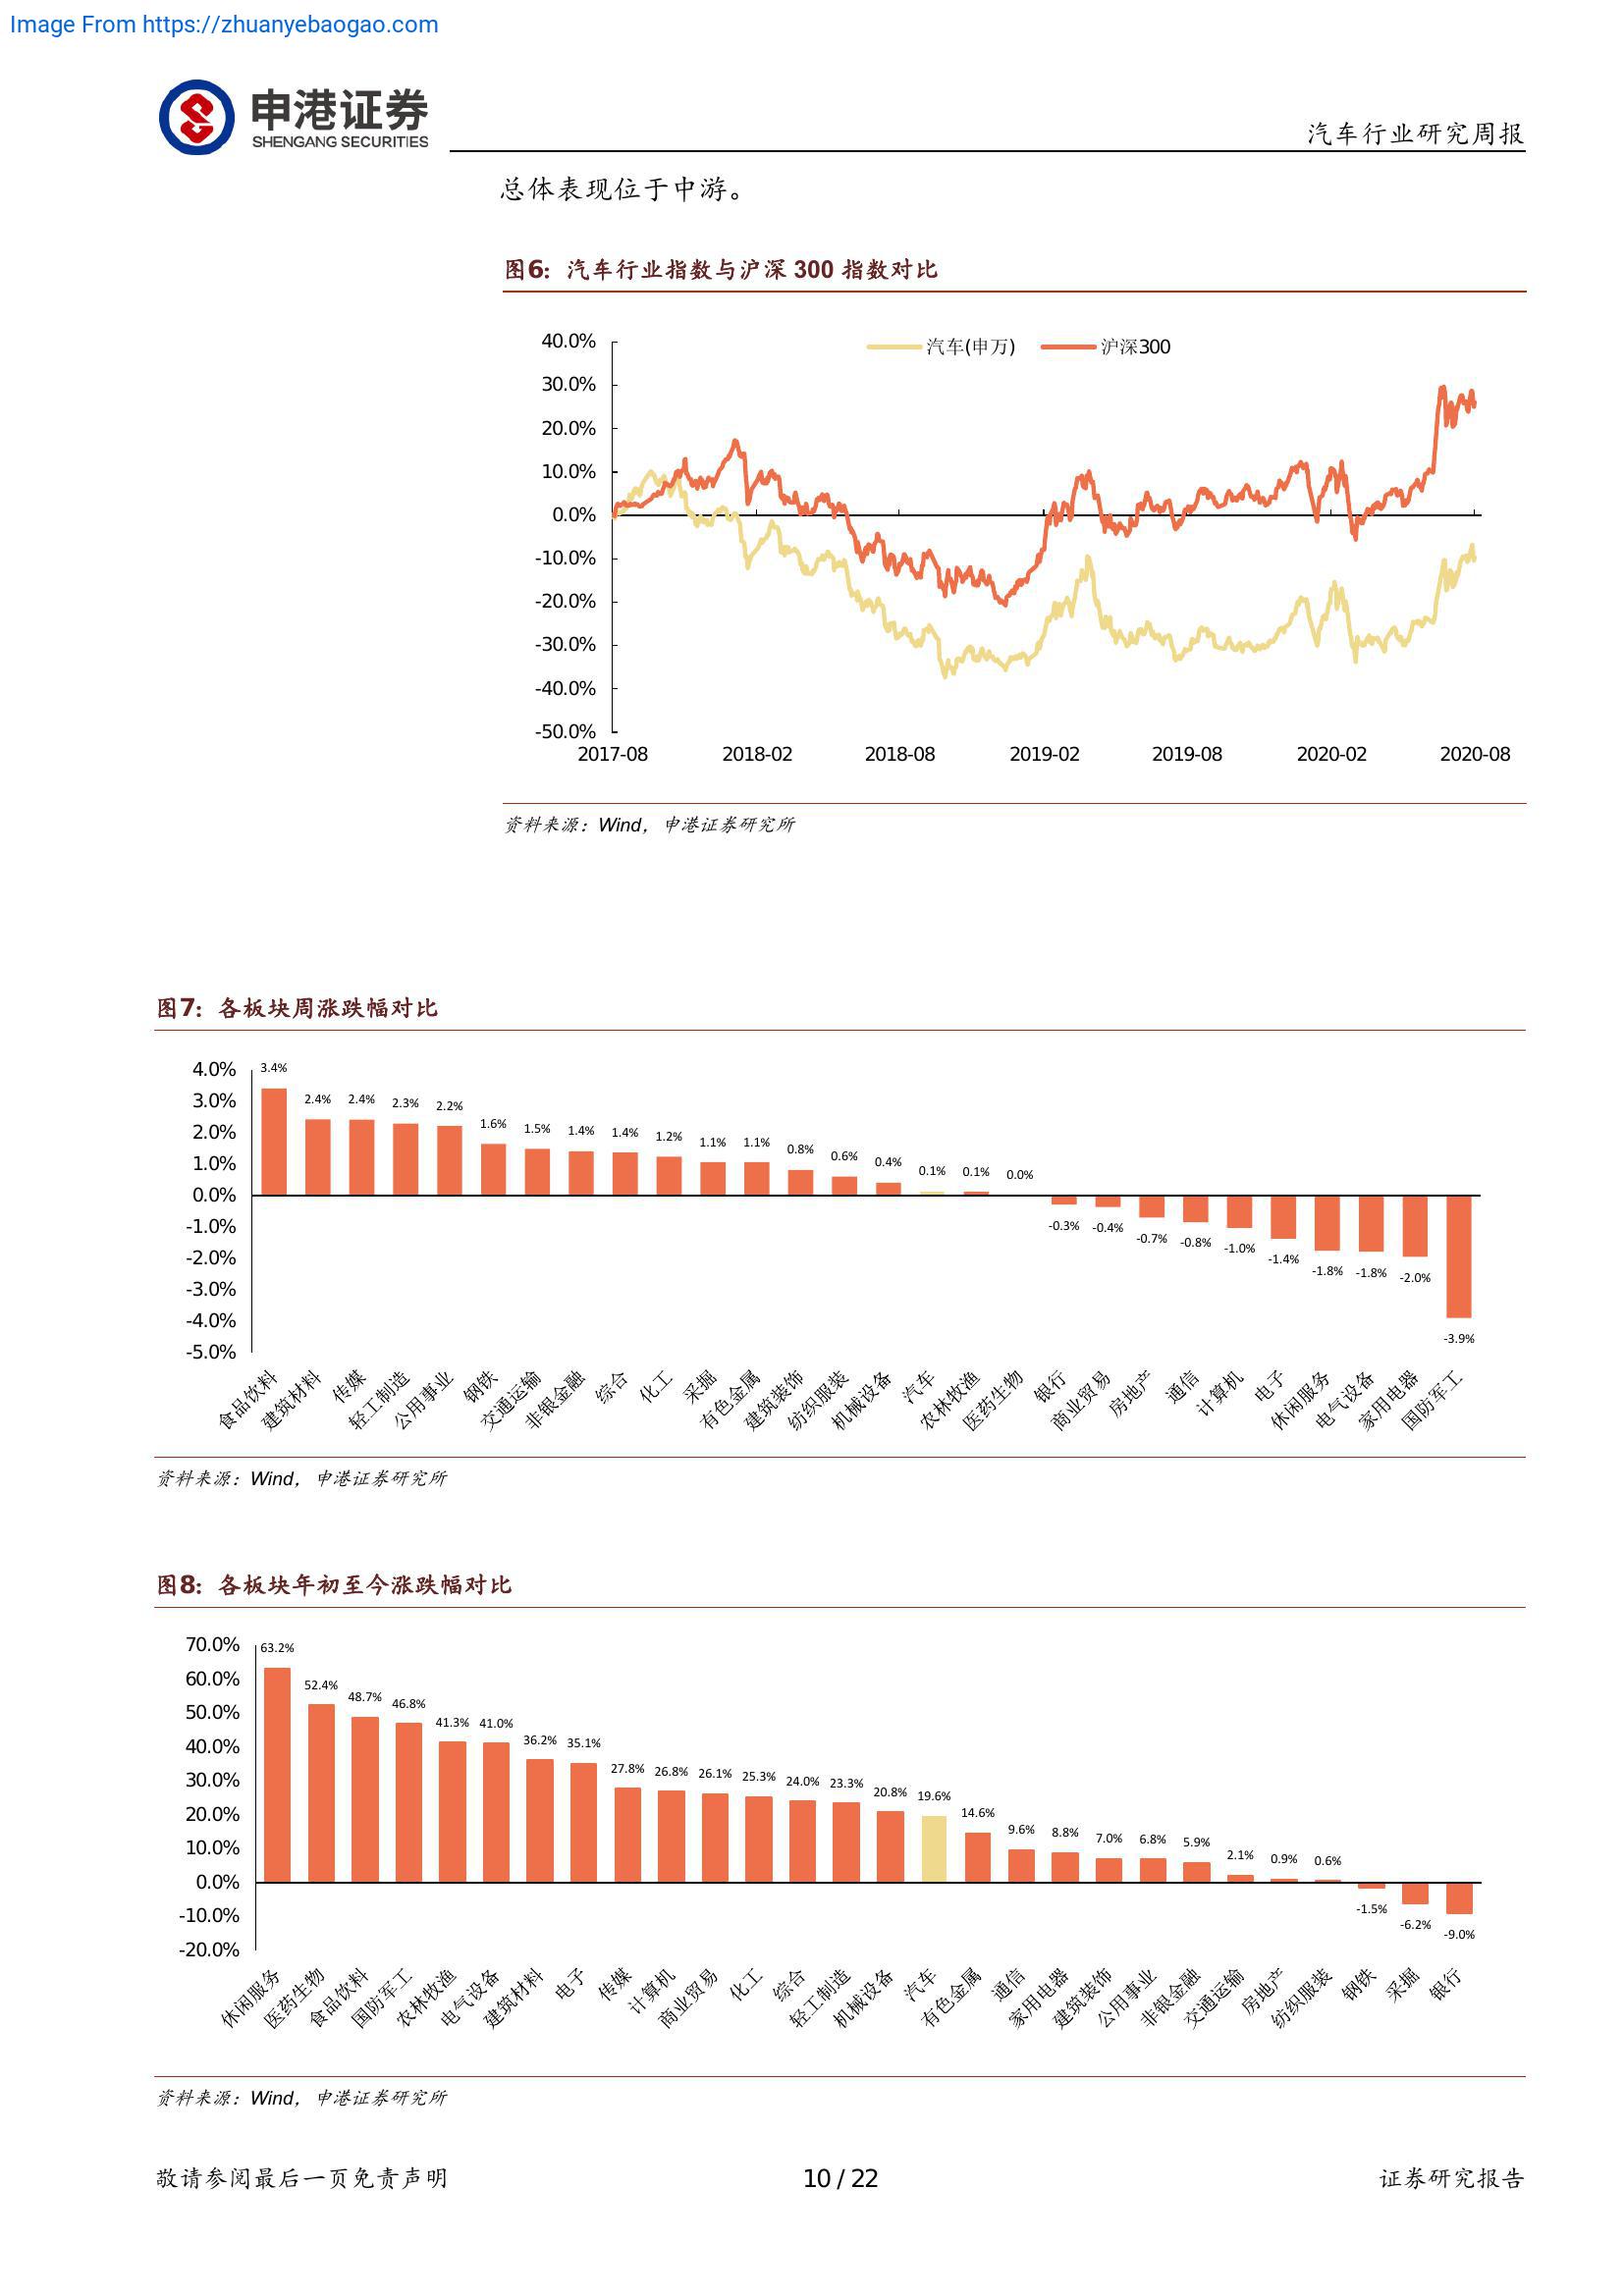 Image From https://zhuanyebaogao.com
申港证券
SHENGANG SECURITIES
汽车行业研究周报
总体表现位于中游。
图6：汽车行业指数与沪深 300 指数对比
汽车(申万) 沪深300
40.0%
30.0%
20.0%
10.0%
0.0%
-10.0%
-20.0%
-30.0%
-40.0%
-50.0%
2017-08 2018-02 2018-08 2019-02 2019-08 2020-02 2020-08
资料来源：Wind，申港证券研究所
图7：各板块周涨跌幅对比
4.0%
3.0%
2.0%
1.0%
0.0%
-1.0%
-2.0%
-3.0%
-4.0%
-5.0%
3.4% 2.4% 2.4% 2.3% 2.2% 1.6% 1.5% 1.4% 1.4% 1.2% 1.1% 1.1% 0.8% 0.6% 0.4% 0.1% 0.1% 0.0% -0.3% -0.4% -0.7% -0.8% -1.0% -1.4% -1.8% -1.8% -2.0% -3.9%
食品饮料 建筑材料 传媒 轻工制造 公用事业 钢铁 交通运输 非银金融 综合 化工 采掘 有色金属 建筑装饰 纺织服装 机械设备 汽车 农林牧渔 医药生物 银行 商业贸易 房地产 通信 计算机 电子 休闲服务 电气设备 家用电器 国防军工
资料来源：Wind，申港证券研究所
图8：各板块年初至今涨跌幅对比
70.0%
60.0%
50.0%
40.0%
30.0%
20.0%
10.0%
0.0%
-10.0%
-20.0%
63.2% 52.4% 48.7% 46.8% 41.3% 41.0% 36.2% 35.1% 27.8% 26.8% 26.1% 25.3% 24.0% 23.3% 20.8% 19.6% 14.6% 9.6% 8.8% 7.0% 6.8% 5.9% 2.1% 0.9% 0.6% -1.5% -6.2% -9.0%
休闲服务 医药生物 食品饮料 国防军工 农林牧渔 电气设备 建筑材料 电子 传媒 计算机 商业贸易 化工 综合 轻工制造 机械设备 汽车 有色金属 通信 家用电器 建筑装饰 公用事业 非银金融 交通运输 房地产 纺织服装 钢铁 采掘 银行
资料来源：Wind，申港证券研究所
敬请参阅最后一页免责声明 10 / 22 证券研究报告